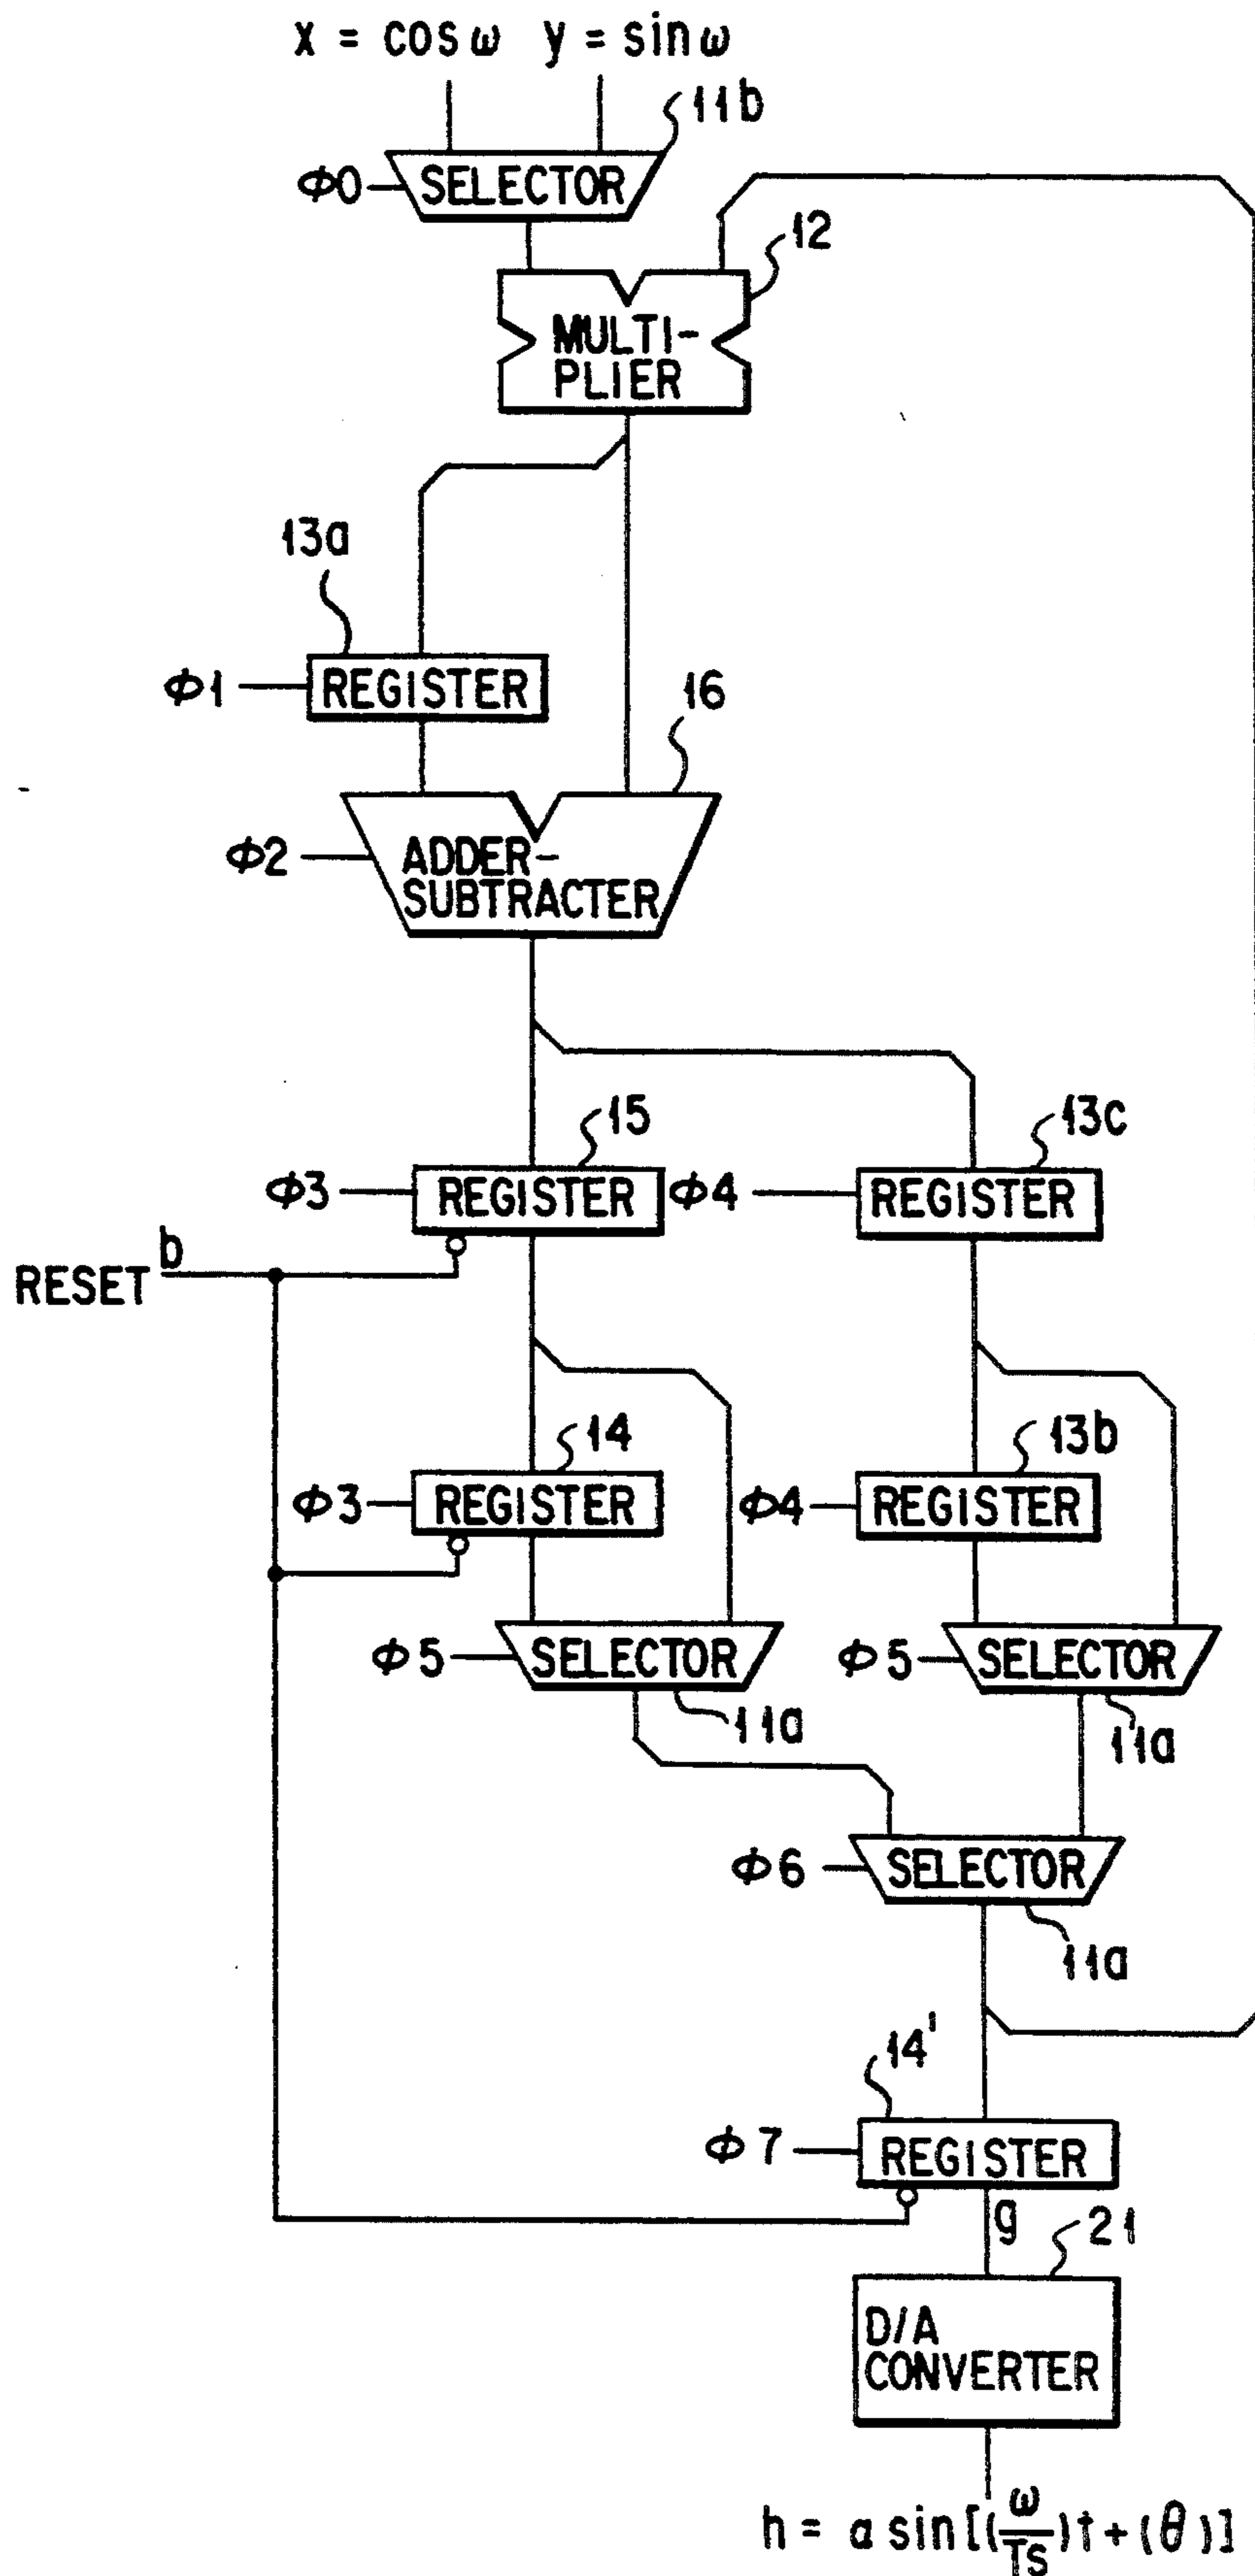 x = cos ω y = sin ω
11b
Φ0 SELECTOR
12
MULTI-
PLIER
13a
Φ1 REGISTER
16
Φ2 ADDER-
SUBTRACTER
15 13c
Φ3 REGISTER Φ4 REGISTER
b
RESET
14 13b
Φ3 REGISTER Φ4 REGISTER
Φ5 SELECTOR Φ5 SELECTOR
11a 11a
Φ6 SELECTOR
11a
14'
Φ7 REGISTER
g 21
D/A
CONVERTER
h = a sin [(ω/Ts)t + (θ)]